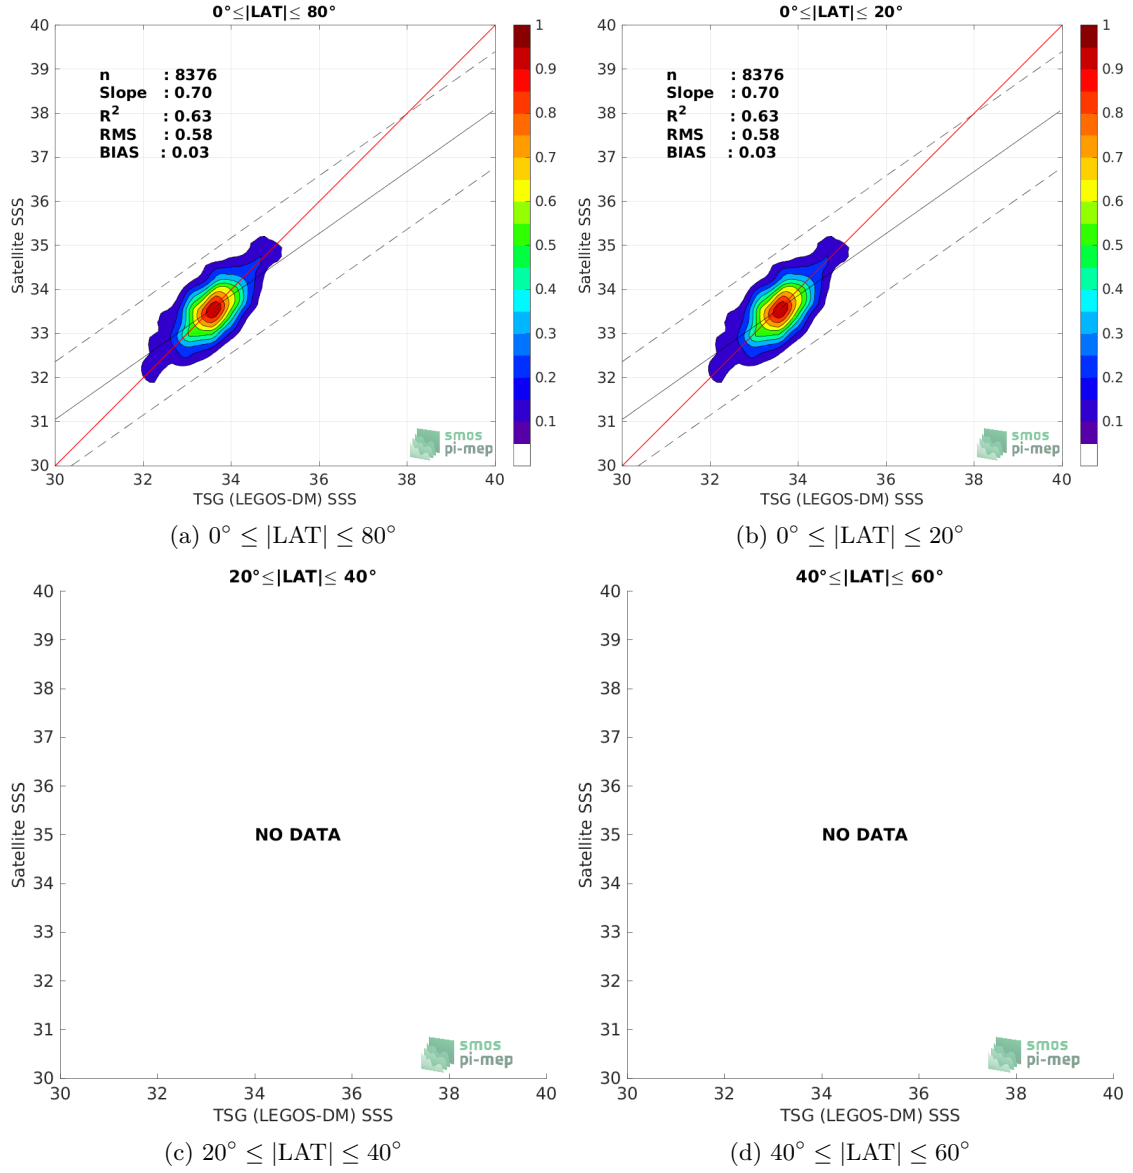 0°≤|LAT|≤ 80°
40
39
38
37
36
35
34
33
32
31
30
Satellite SSS
n : 8376
Slope : 0.70
R² : 0.63
RMS : 0.58
BIAS : 0.03
smos
pi-mep
30 32 34 36 38 40
TSG (LEGOS-DM) SSS
1
0.9
0.8
0.7
0.6
0.5
0.4
0.3
0.2
0.1
(a) 0° ≤ |LAT| ≤ 80°
0°≤|LAT|≤ 20°
40
39
38
37
36
35
34
33
32
31
30
Satellite SSS
n : 8376
Slope : 0.70
R² : 0.63
RMS : 0.58
BIAS : 0.03
smos
pi-mep
30 32 34 36 38 40
TSG (LEGOS-DM) SSS
1
0.9
0.8
0.7
0.6
0.5
0.4
0.3
0.2
0.1
(b) 0° ≤ |LAT| ≤ 20°
20°≤|LAT|≤ 40°
40
39
38
37
36
35
34
33
32
31
30
Satellite SSS
NO DATA
smos
pi-mep
30 32 34 36 38 40
TSG (LEGOS-DM) SSS
(c) 20° ≤ |LAT| ≤ 40°
40°≤|LAT|≤ 60°
40
39
38
37
36
35
34
33
32
31
30
Satellite SSS
NO DATA
smos
pi-mep
30 32 34 36 38 40
TSG (LEGOS-DM) SSS
(d) 40° ≤ |LAT| ≤ 60°